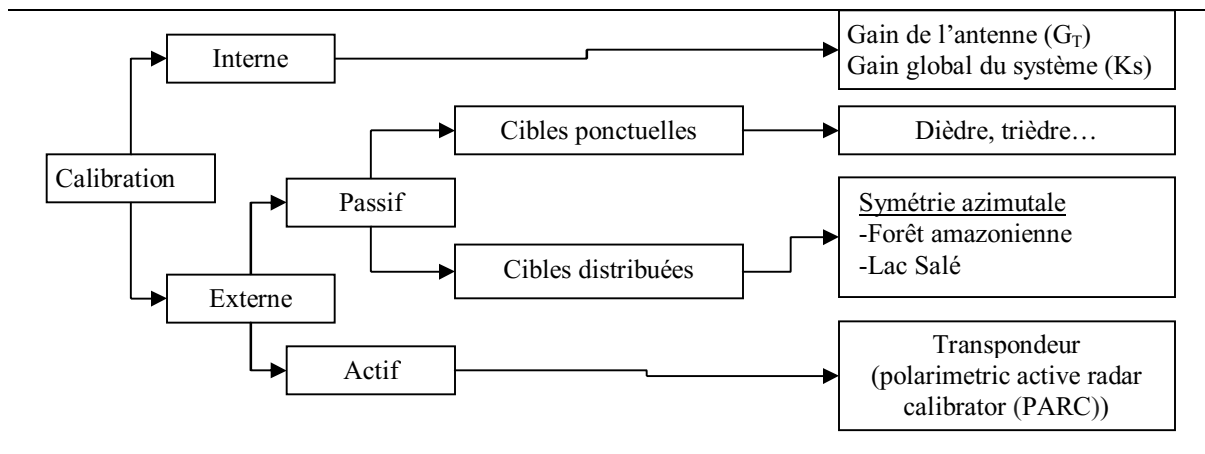 Interne
Gain de l’antenne (GT)
Gain global du système (Ks)
Cibles ponctuelles
Dièdre, trièdre…
Calibration
Passif
Symétrie azimutale
-Forêt amazonienne
-Lac Salé
Cibles distribuées
Externe
Actif
Transpondeur
(polarimetric active radar
calibrator (PARC))